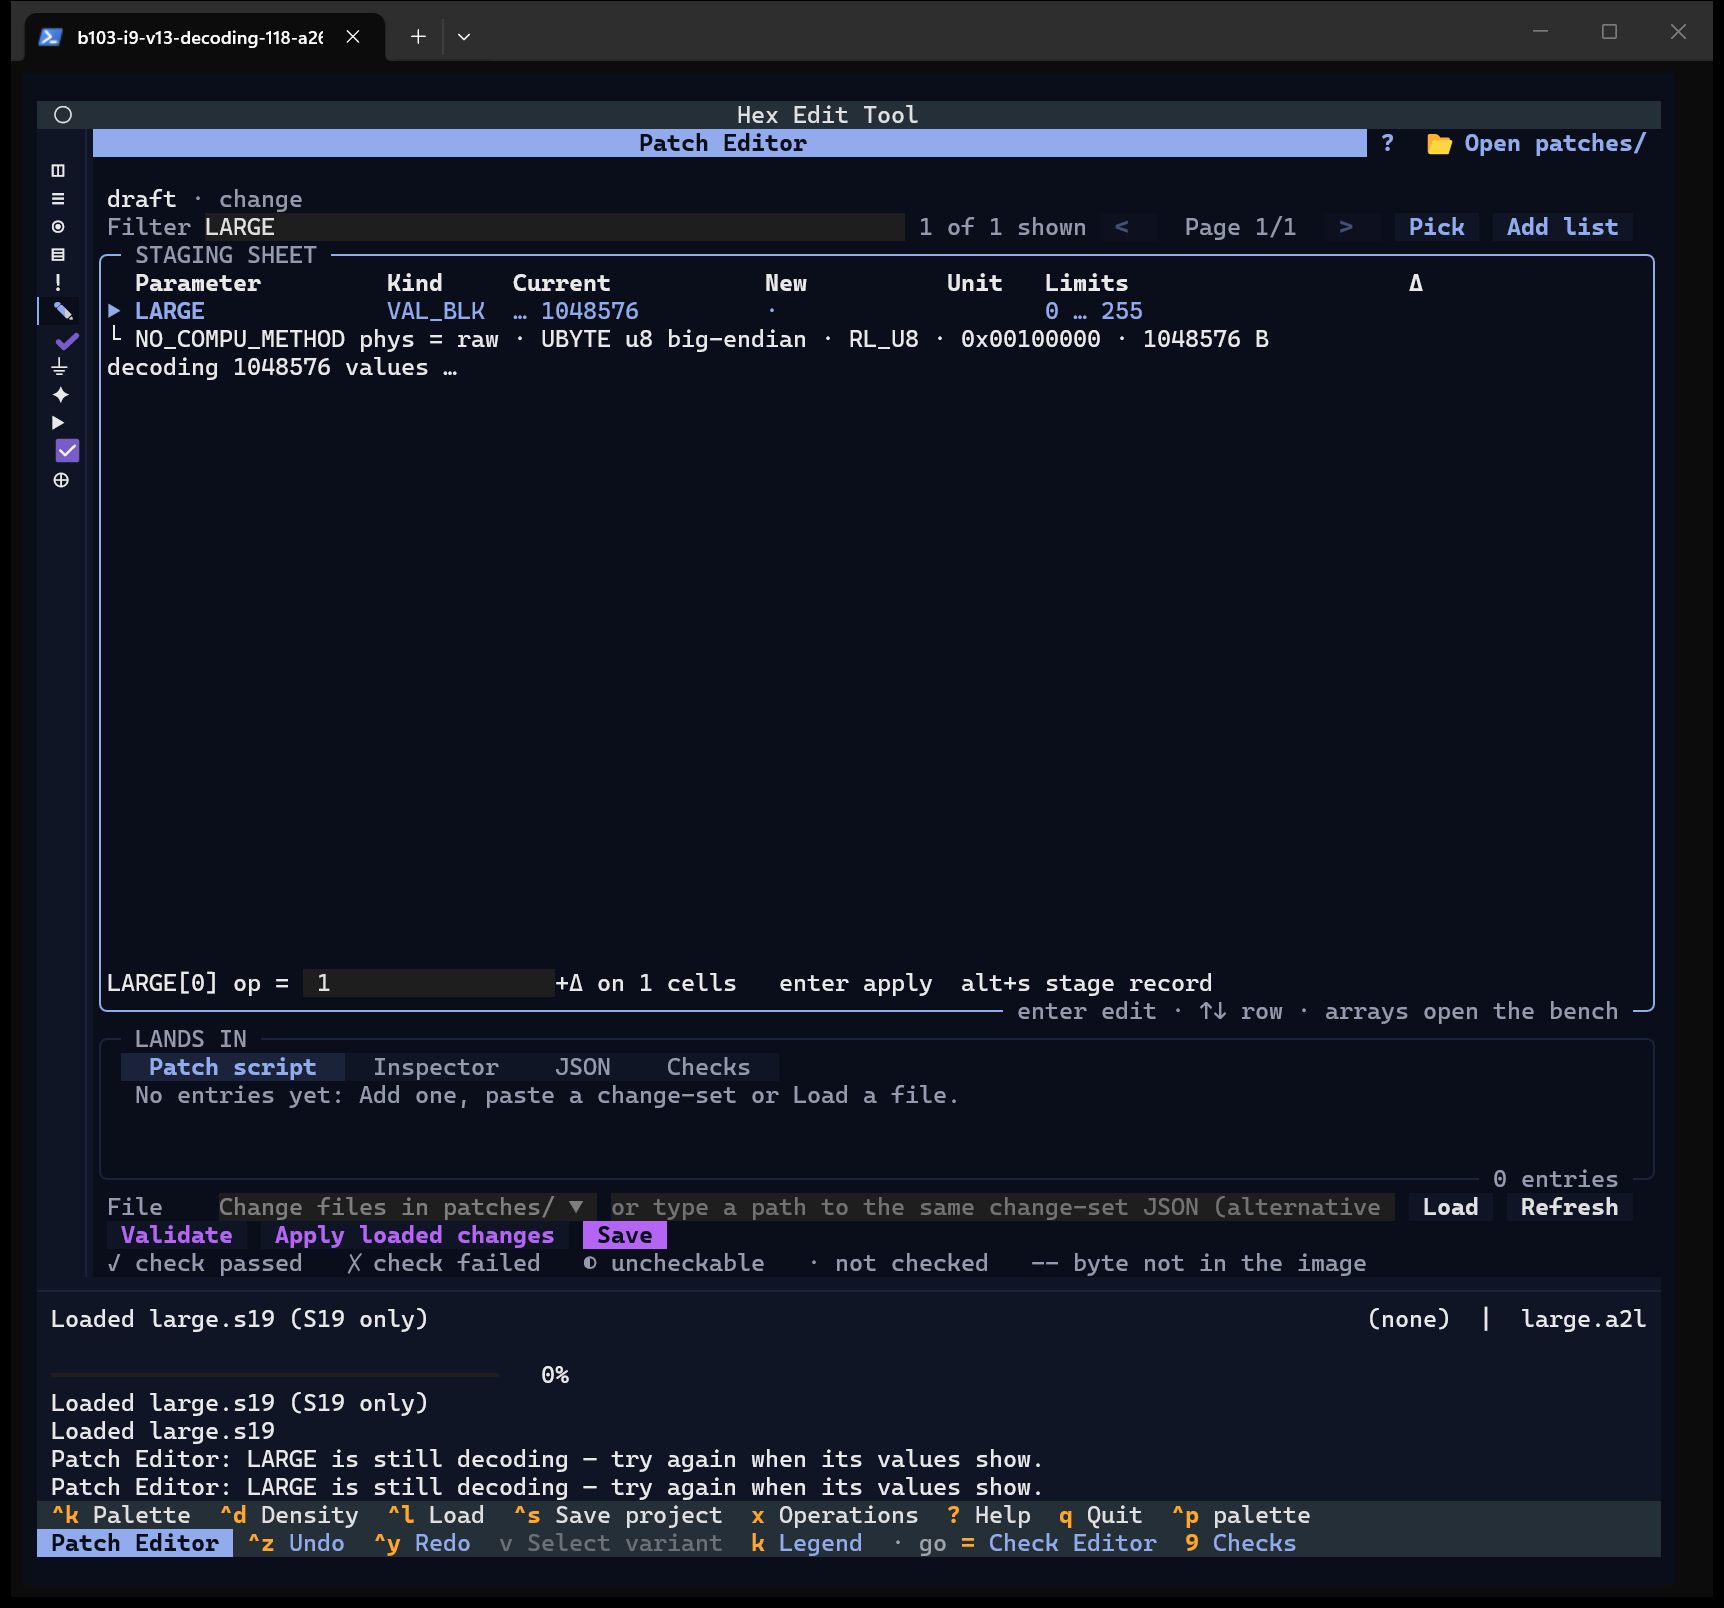 b103-i9-v13-decoding-118-a26
Hex Edit Tool
Patch Editor ? Open patches/
draft · change
Filter LARGE 1 of 1 shown < Page 1/1 > Pick Add list
STAGING SHEET
Parameter Kind Current New Unit Limits Δ
▶ LARGE VAL_BLK … 1048576 · 0 … 255
└ NO_COMPU_METHOD phys = raw · UBYTE u8 big-endian · RL_U8 · 0x00100000 · 1048576 B
decoding 1048576 values …
LARGE[0] op = 1 +Δ on 1 cells enter apply alt+s stage record
enter edit · ↑↓ row · arrays open the bench
LANDS IN
Patch script Inspector JSON Checks
No entries yet: Add one, paste a change-set or Load a file.
0 entries
File Change files in patches/ ▼ or type a path to the same change-set JSON (alternative Load Refresh
Validate Apply loaded changes Save
✓ check passed ✗ check failed ◐ uncheckable · not checked -- byte not in the image
Loaded large.s19 (S19 only) (none) | large.a2l
0%
Loaded large.s19 (S19 only)
Loaded large.s19
Patch Editor: LARGE is still decoding — try again when its values show.
Patch Editor: LARGE is still decoding — try again when its values show.
^k Palette ^d Density ^l Load ^s Save project x Operations ? Help q Quit ^p palette
Patch Editor ^z Undo ^y Redo v Select variant k Legend · go = Check Editor 9 Checks